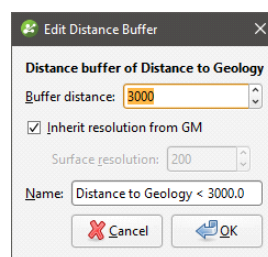 Edit Distance Buffer
Distance buffer of Distance to Geology
Buffer distance: 3000
Inherit resolution from GM
Surface resolution: 200
Name: Distance to Geology < 3000.0
Cancel OK